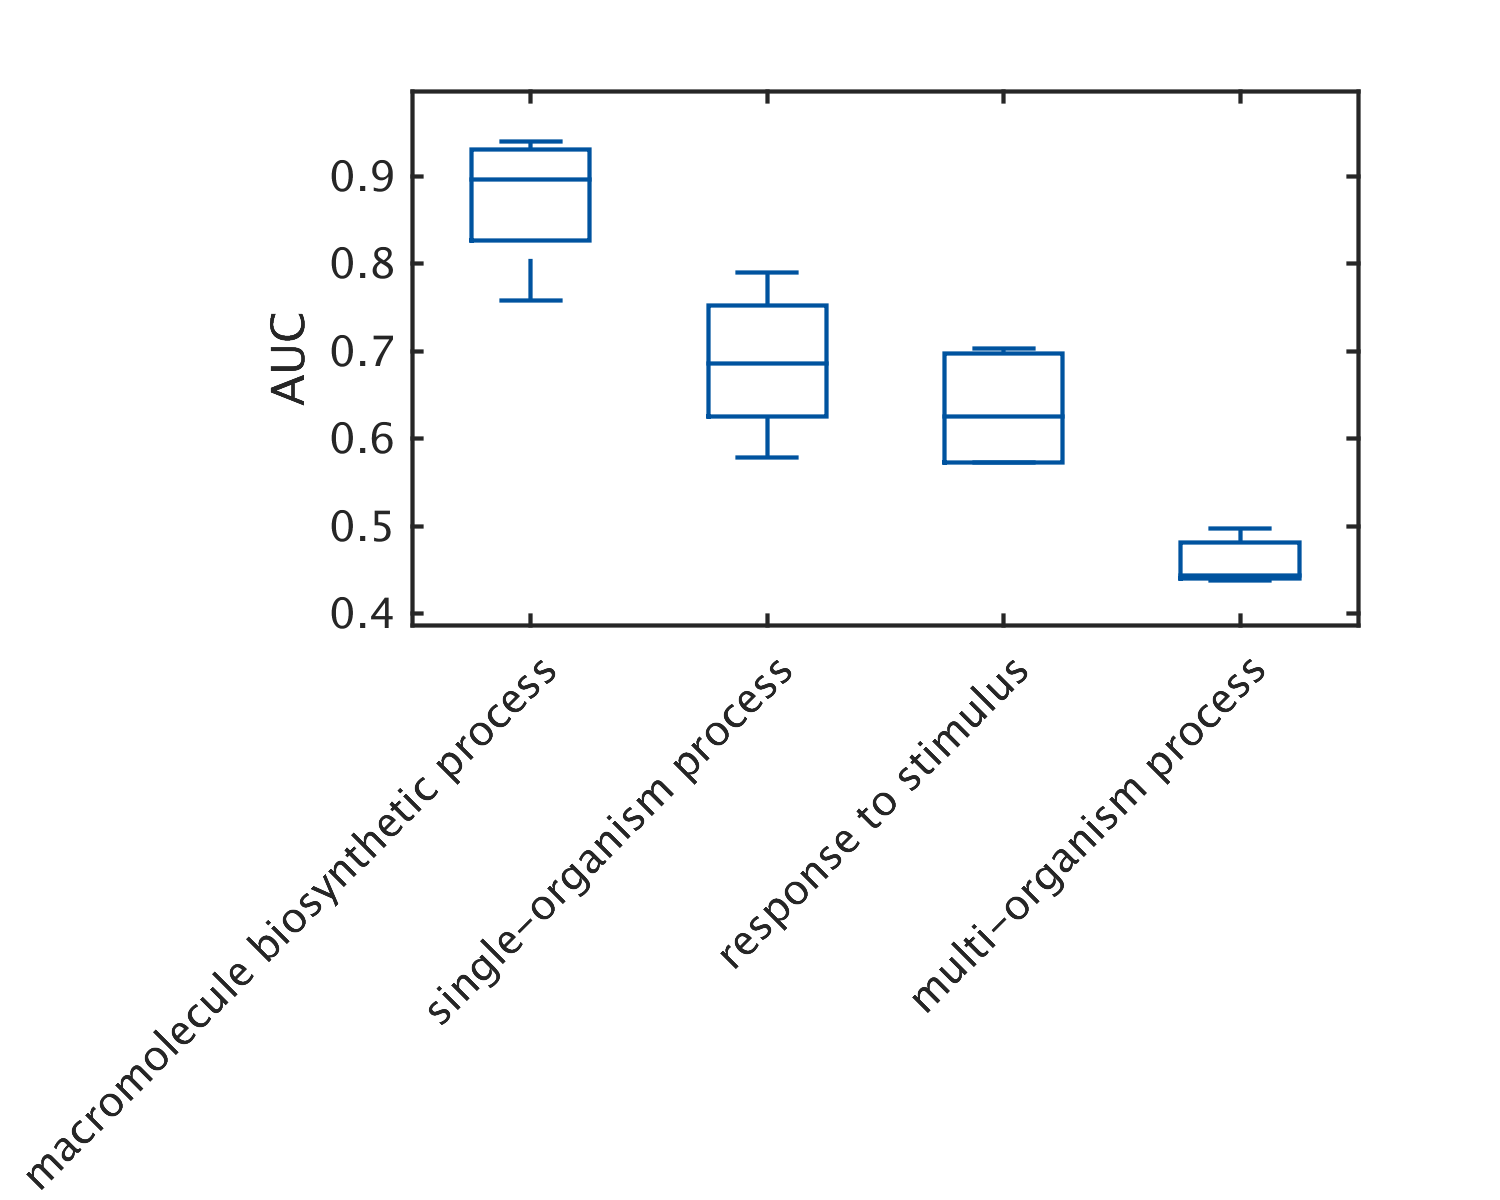 0.9
0.8
0.7
0.6
0.5
0.4
AUC
macromolecule biosynthetic process
single−organism process
response to stimulus
multi−organism process